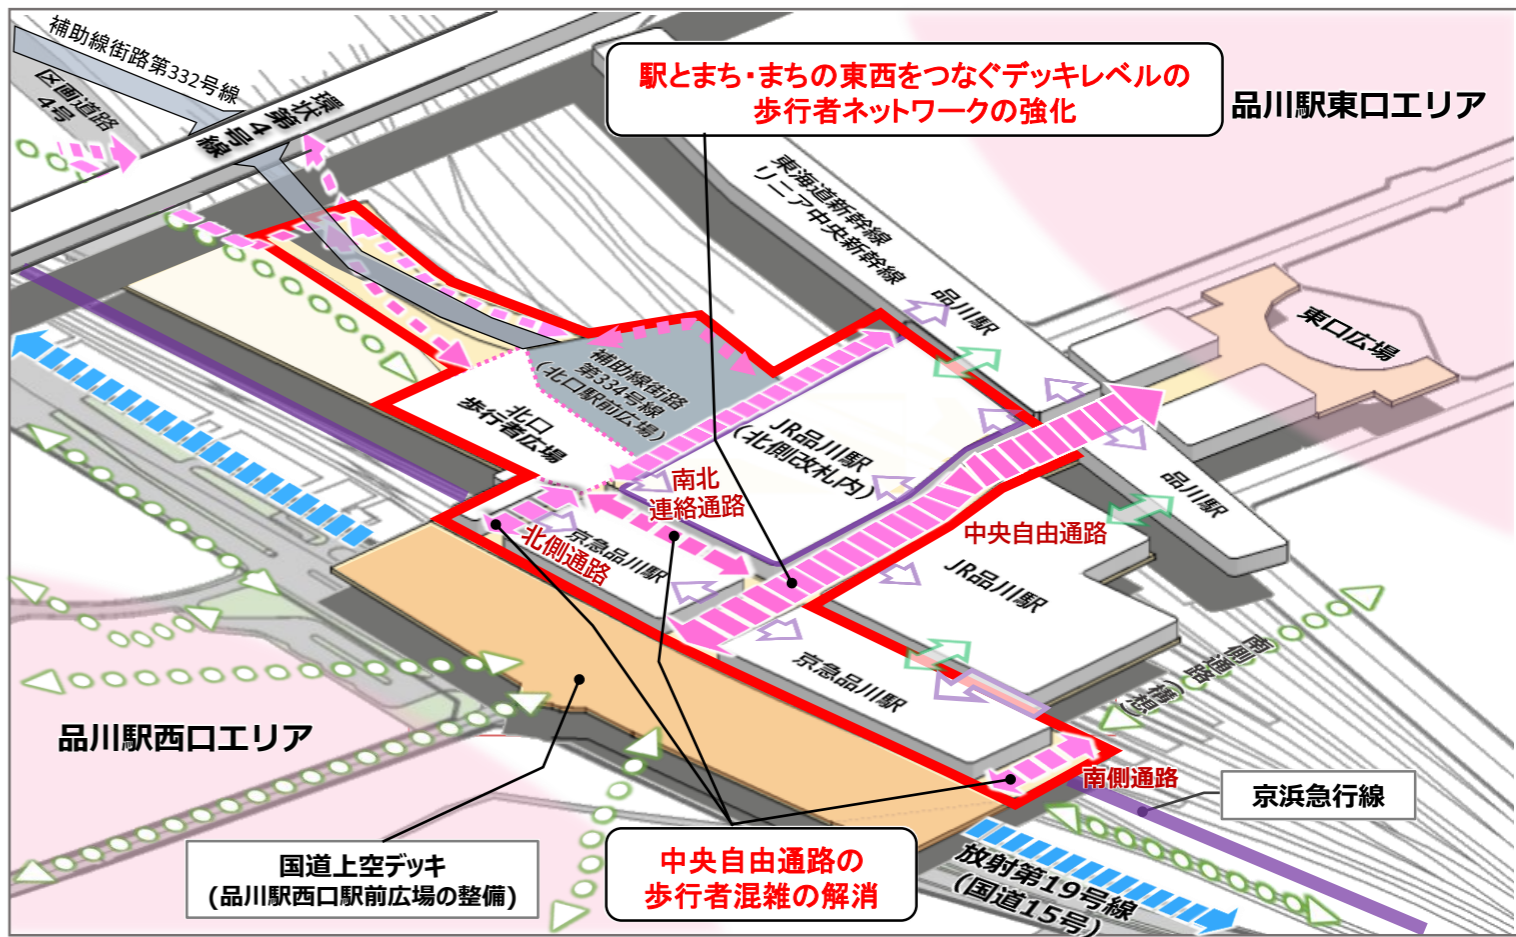 補助線街路第332号線
区画道路
4号
環状第4号線
駅とまち・まちの東西をつなぐデッキレベルの
歩行者ネットワークの強化
品川駅東口エリア
東海道新幹線
リニア中央新幹線
品川駅
東口広場
補助線街路
第334号線
(北口駅前広場)
北口
歩行者広場
JR品川駅
(北側改札内)
南北
連絡通路
品川駅
中央自由通路
北側通路
京急品川駅
JR品川駅
南側通路
(構想)
京急品川駅
品川駅西口エリア
南側通路
京浜急行線
国道上空デッキ
(品川駅西口駅前広場の整備)
中央自由通路の
歩行者混雑の解消
放射第19号線
(国道15号)